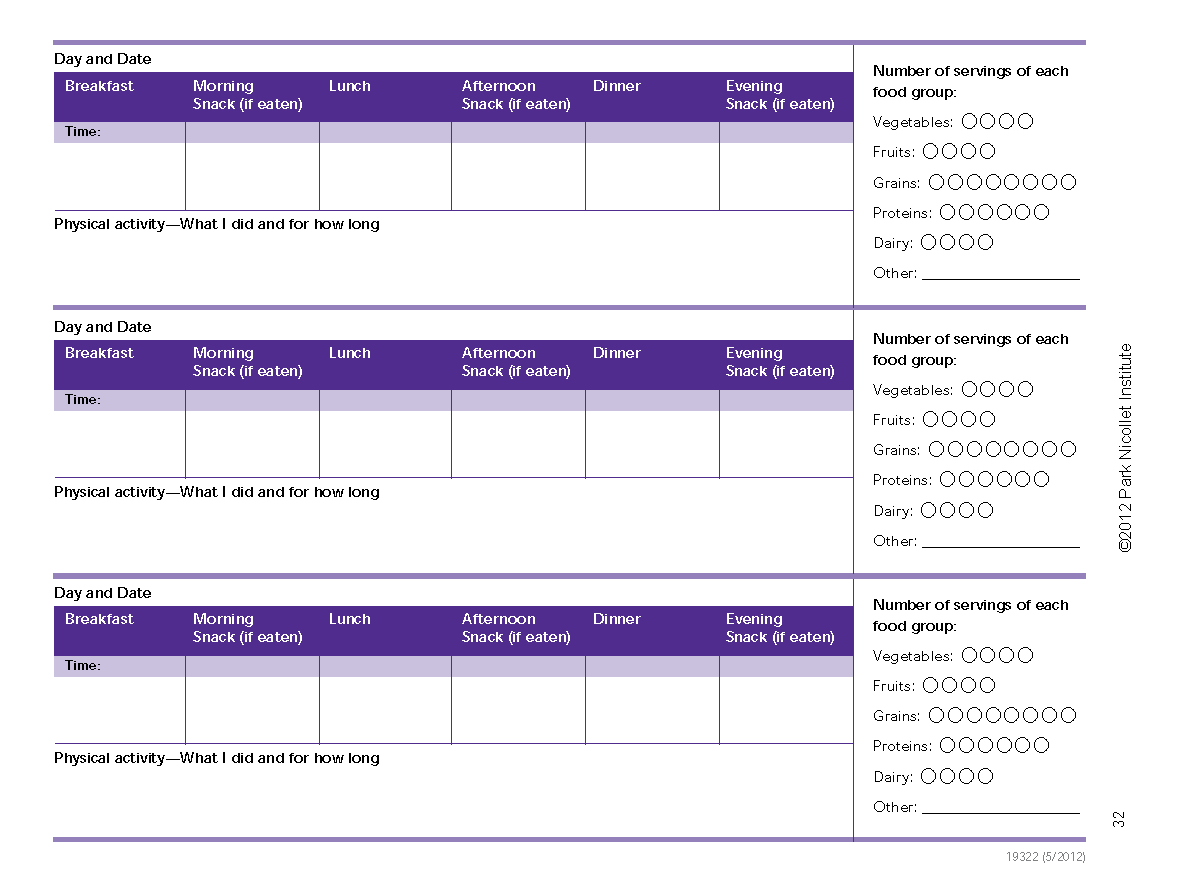 Day and Date
Breakfast Morning Snack (if eaten) Lunch Afternoon Snack (if eaten) Dinner Evening Snack (if eaten)
Time:
Physical activity—What I did and for how long
Number of servings of each
food group:
Vegetables:
Fruits:
Grains:
Proteins:
Dairy:
Other:
Day and Date
Breakfast Morning Snack (if eaten) Lunch Afternoon Snack (if eaten) Dinner Evening Snack (if eaten)
Time:
Physical activity—What I did and for how long
Number of servings of each
food group:
Vegetables:
Fruits:
Grains:
Proteins:
Dairy:
Other:
Day and Date
Breakfast Morning Snack (if eaten) Lunch Afternoon Snack (if eaten) Dinner Evening Snack (if eaten)
Time:
Physical activity—What I did and for how long
Number of servings of each
food group:
Vegetables:
Fruits:
Grains:
Proteins:
Dairy:
Other:
©2012 Park Nicollet Institute
32
19322 (5/2012)